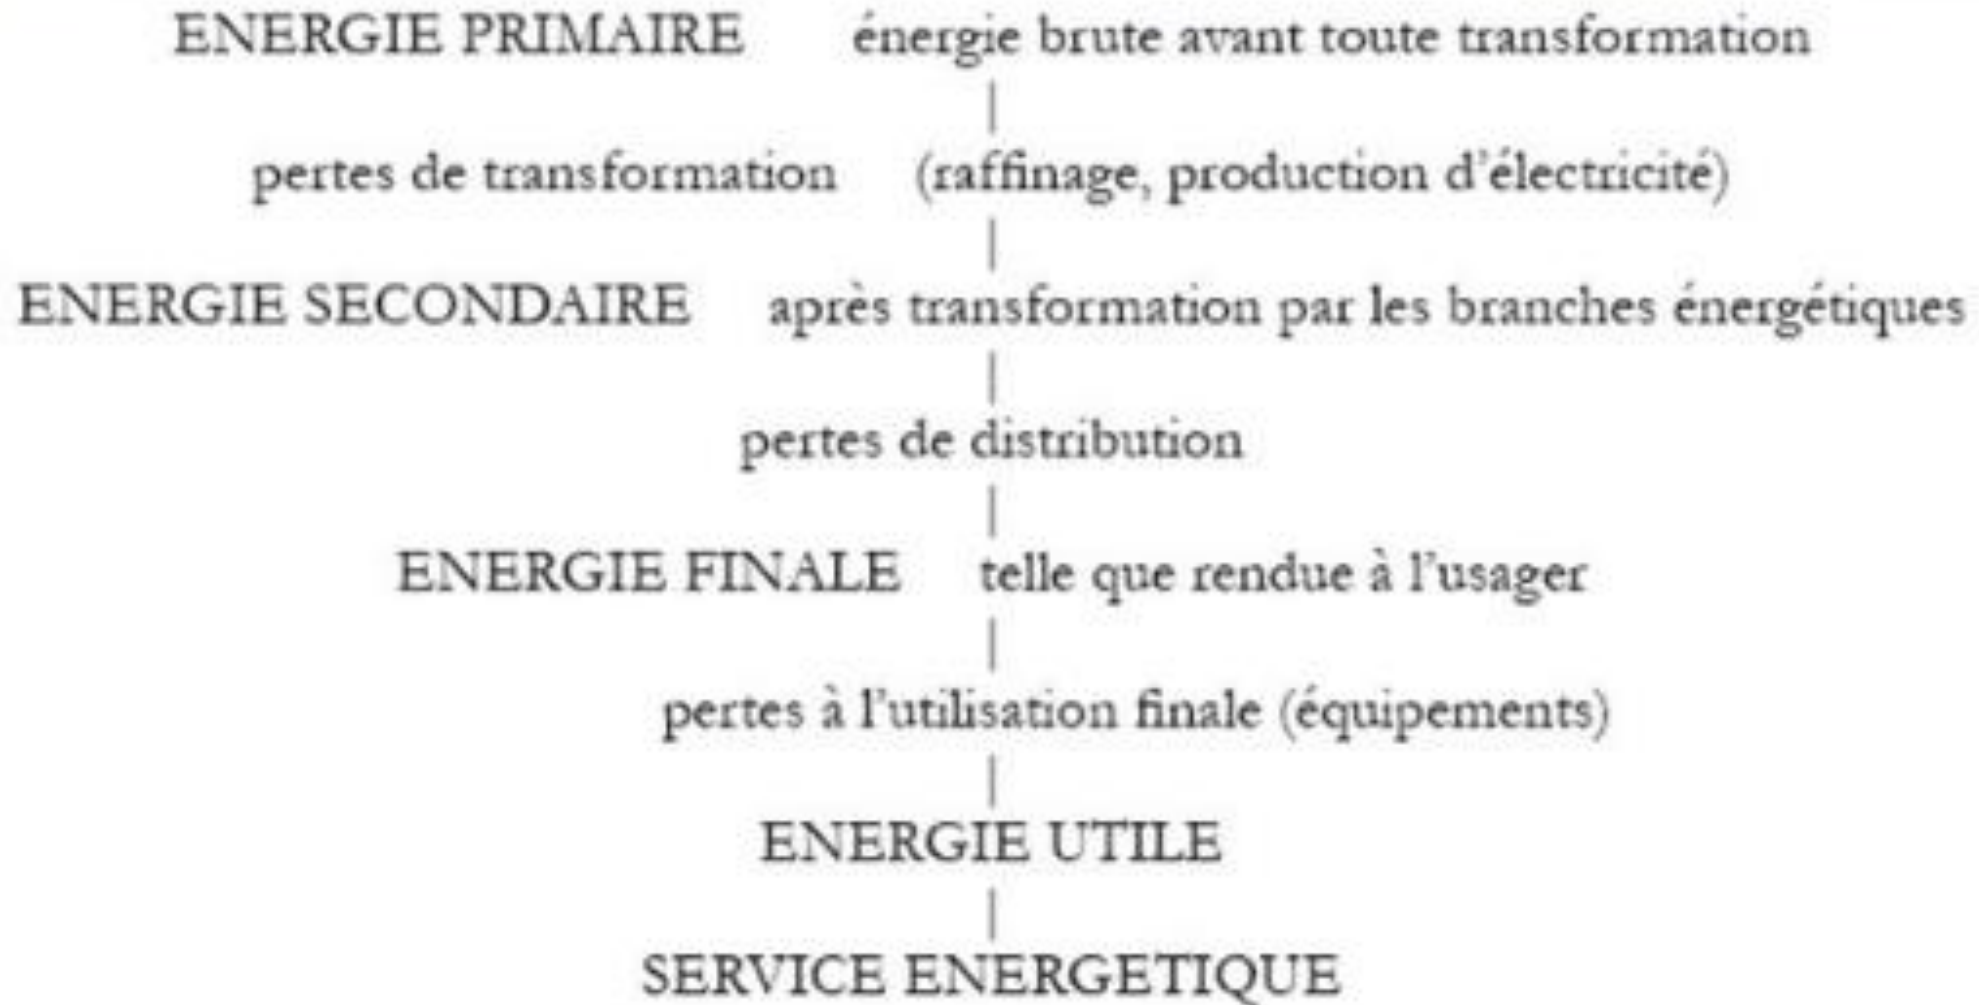 ENERGIE PRIMAIRE énergie brute avant toute transformation
pertes de transformation (raffinage, production d'électricité)
ENERGIE SECONDAIRE après transformation par les branches énergétiques
pertes de distribution
ENERGIE FINALE telle que rendue à l'usager
pertes à l'utilisation finale (équipements)
ENERGIE UTILE
SERVICE ENERGETIQUE